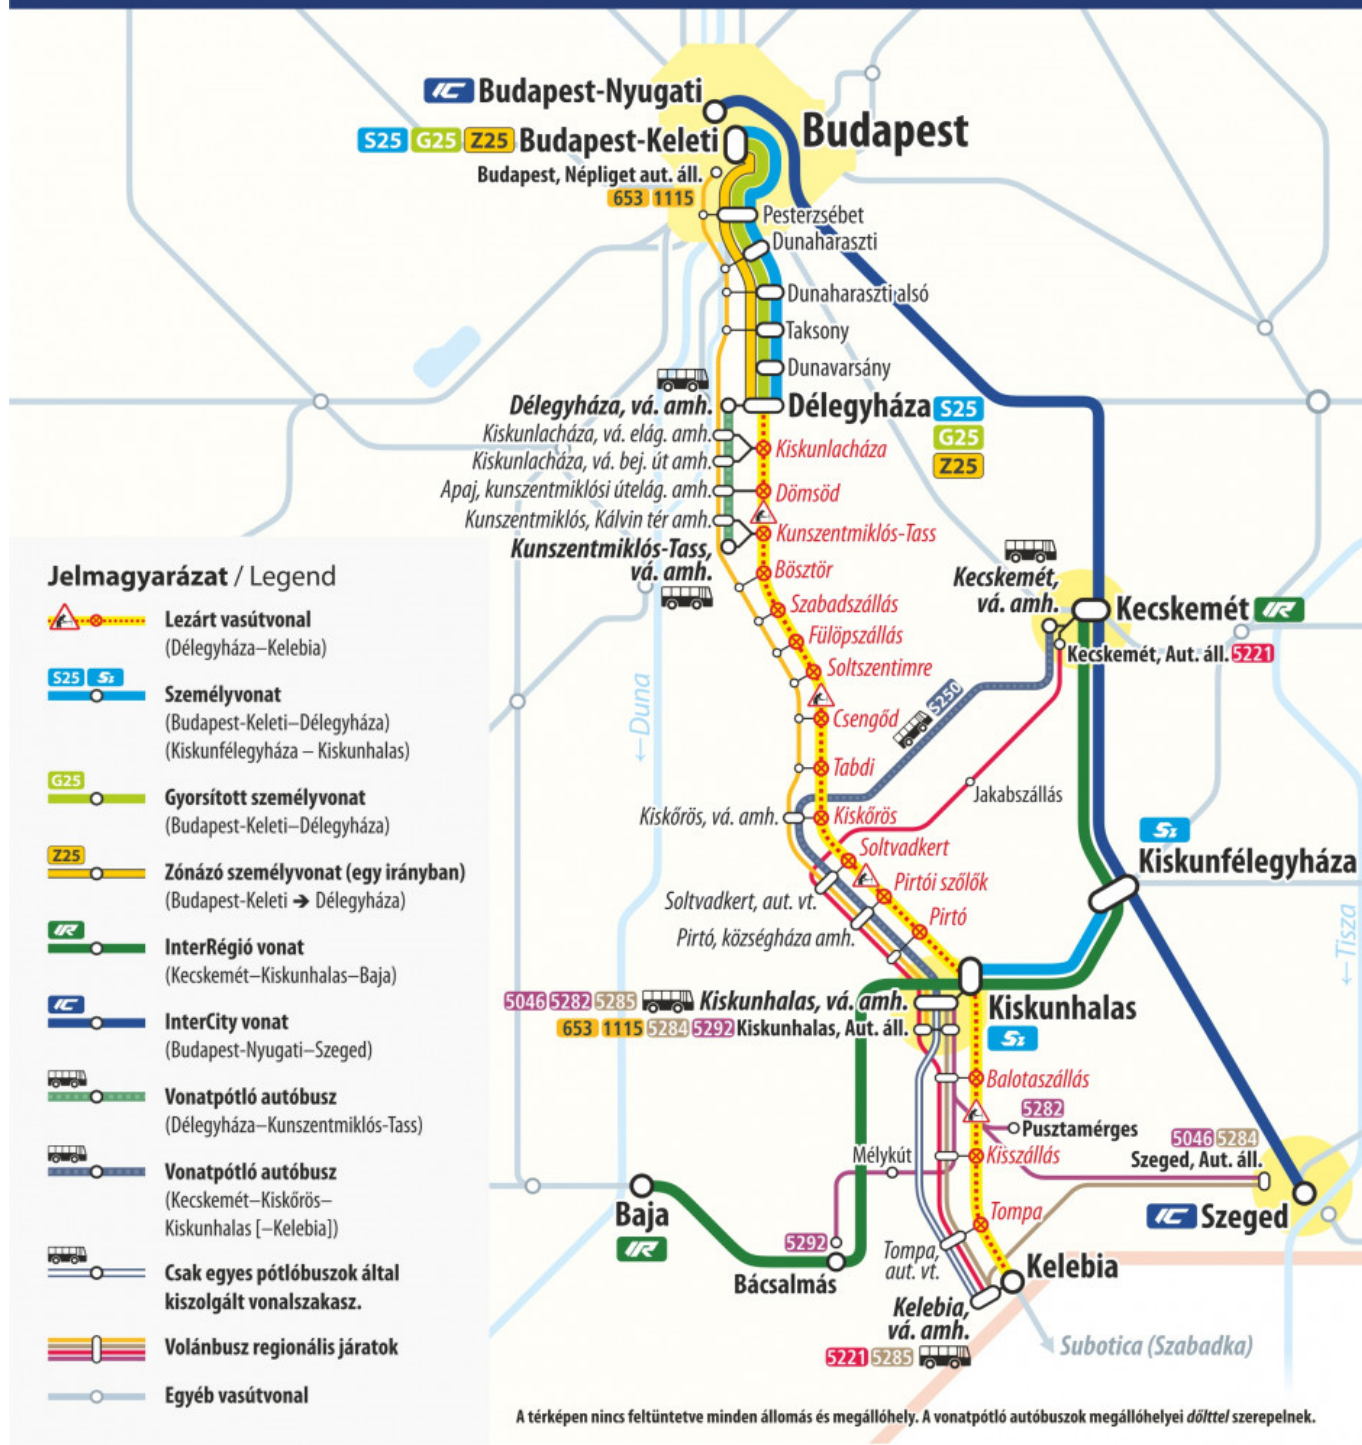 IC Budapest-Nyugati
Budapest
S25 G25 Z25 Budapest-Keleti
Budapest, Népliget aut. áll.
653 1115
Pesterzsébet
Dunaharaszti
Dunaharaszti alsó
Taksony
Dunavarsány
Délegyháza, vá. amh.
Délegyháza S25
G25
Z25
Kiskunlacháza, vá. elág. amh.
Kiskunlacháza
Kiskunlacháza, vá. bej. út amh.
Apaj, kunszentmiklósi útelág. amh.
Dömsöd
Kunszentmiklós, Kálvin tér amh.
Kunszentmiklós-Tass
Kunszentmiklós-Tass,
vá. amh.
Bösztör
Szabadszállás
Fülöpszállás
Soltszentimre
Csengőd
Tabdi
Kiskőrös, vá. amh.
Kiskőrös
Kecskemét,
vá. amh.
Kecskemét IR
Kecskemét, Aut. áll. 5221
S250
Jakabszállás
←Duna
←Tisza
Soltvadkert
Pirtói szőlők
Soltvadkert, aut. vt.
Pirtó
Pirtó, községháza amh.
Sz
Kiskunfélegyháza
5046 5282 5285 Kiskunhalas, vá. amh.
653 1115 5284 5292 Kiskunhalas, Aut. áll.
Kiskunhalas
Sz
Balotaszállás
5282
Pusztamérges
Kisszállás
Mélykút
5046 5284
Szeged, Aut. áll.
IC Szeged
Tompa
Tompa,
aut. vt.
Baja
IR
5292
Bácsalmás
Kelebia
Kelebia,
vá. amh.
5221 5285
Subotica (Szabadka)
Jelmagyarázat / Legend
Lezárt vasútvonal
(Délegyháza–Kelebia)
S25 Sz
Személyvonat
(Budapest-Keleti–Délegyháza)
(Kiskunfélegyháza – Kiskunhalas)
G25
Gyorsított személyvonat
(Budapest-Keleti–Délegyháza)
Z25
Zónázó személyvonat (egy irányban)
(Budapest-Keleti ➔ Délegyháza)
IR
InterRégió vonat
(Kecskemét–Kiskunhalas–Baja)
IC
InterCity vonat
(Budapest-Nyugati–Szeged)
Vonatpótló autóbusz
(Délegyháza–Kunszentmiklós-Tass)
Vonatpótló autóbusz
(Kecskemét–Kiskőrös–
Kiskunhalas [–Kelebia])
Csak egyes pótlóbuszok által
kiszolgált vonalszakasz.
Volánbusz regionális járatok
Egyéb vasútvonal
A térképen nincs feltüntetve minden állomás és megállóhely. A vonatpótló autóbuszok megállóhelyei dőlttel szerepelnek.